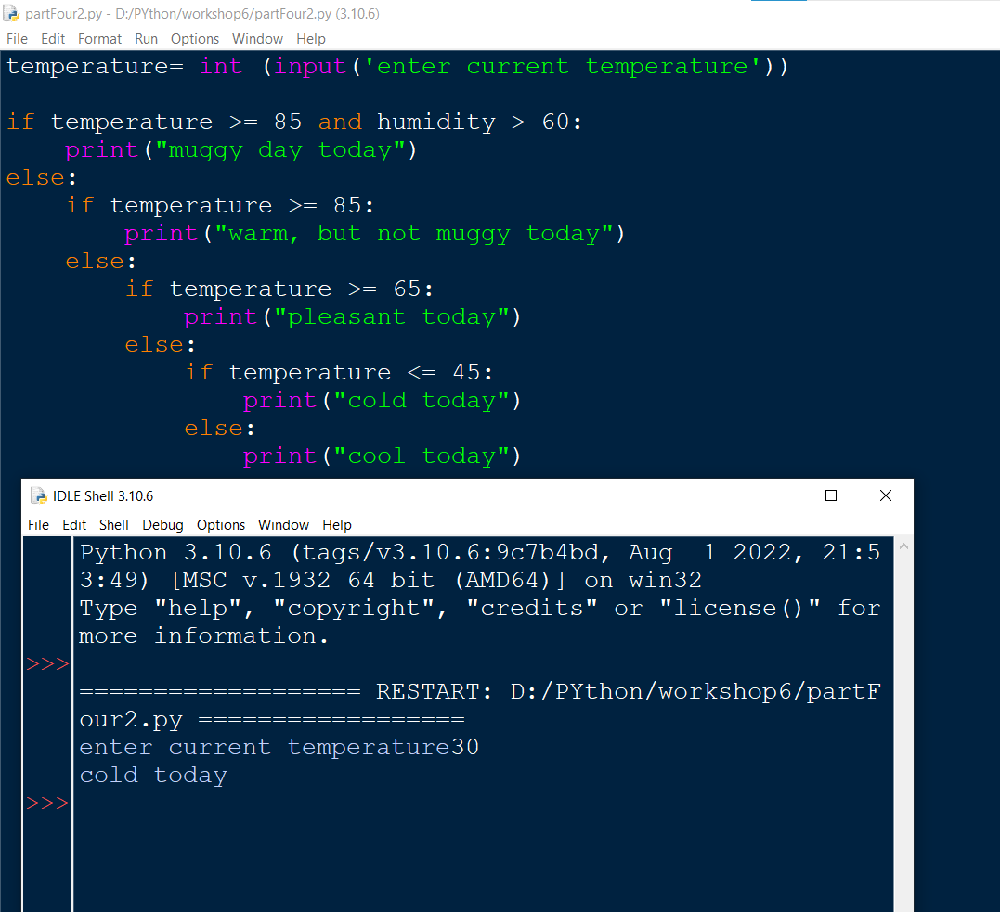 partFour2.py - D:/PYthon/workshop6/partFour2.py (3.10.6)
File Edit Format Run Options Window Help
temperature= int (input('enter current temperature'))
if temperature >= 85 and humidity > 60:
    print("muggy day today")
else:
    if temperature >= 85:
        print("warm, but not muggy today")
    else:
        if temperature >= 65:
            print("pleasant today")
        else:
            if temperature <= 45:
                print("cold today")
            else:
                print("cool today")
IDLE Shell 3.10.6
File Edit Shell Debug Options Window Help
Python 3.10.6 (tags/v3.10.6:9c7b4bd, Aug  1 2022, 21:5
3:49) [MSC v.1932 64 bit (AMD64)] on win32
Type "help", "copyright", "credits" or "license()" for
more information.
>>>
=================== RESTART: D:/PYthon/workshop6/partF
our2.py ==================
enter current temperature30
cold today
>>>